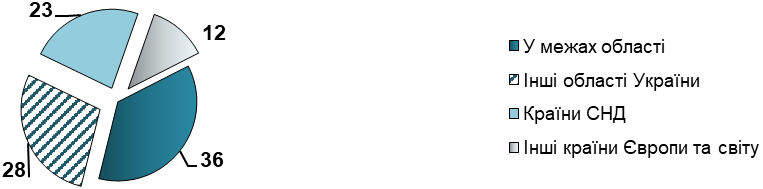 23
12
28
36
У межах області
Інші області України
Країни СНД
Інші країни Європи та світу